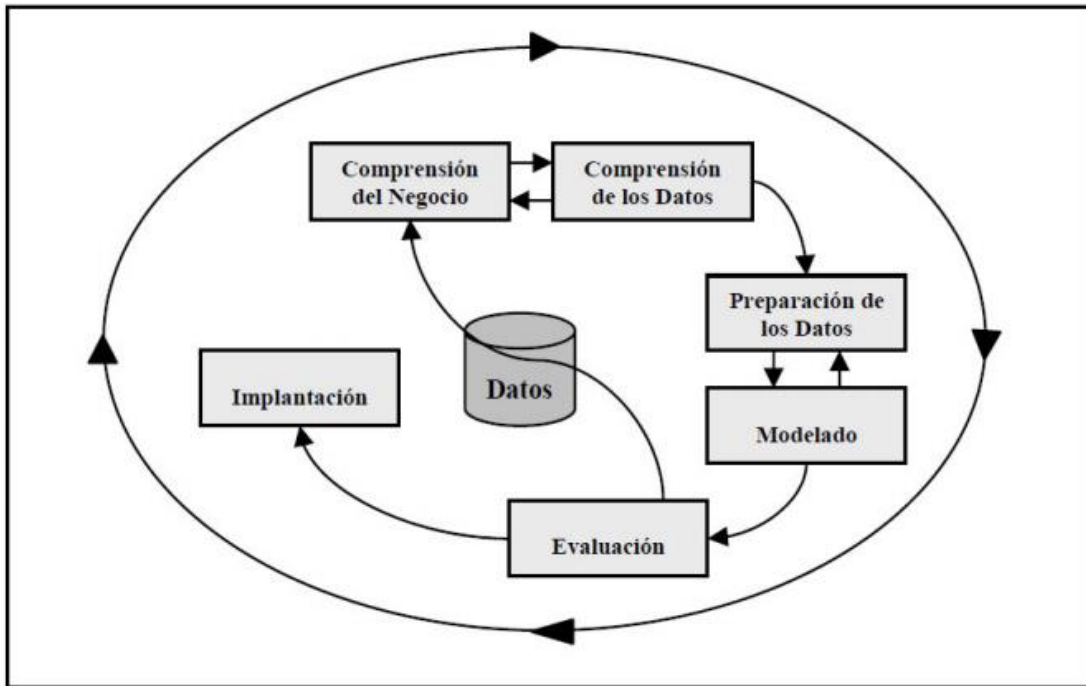 Comprensión
del Negocio
Comprensión
de los Datos
Preparación de
los Datos
Modelado
Evaluación
Implantación
Datos